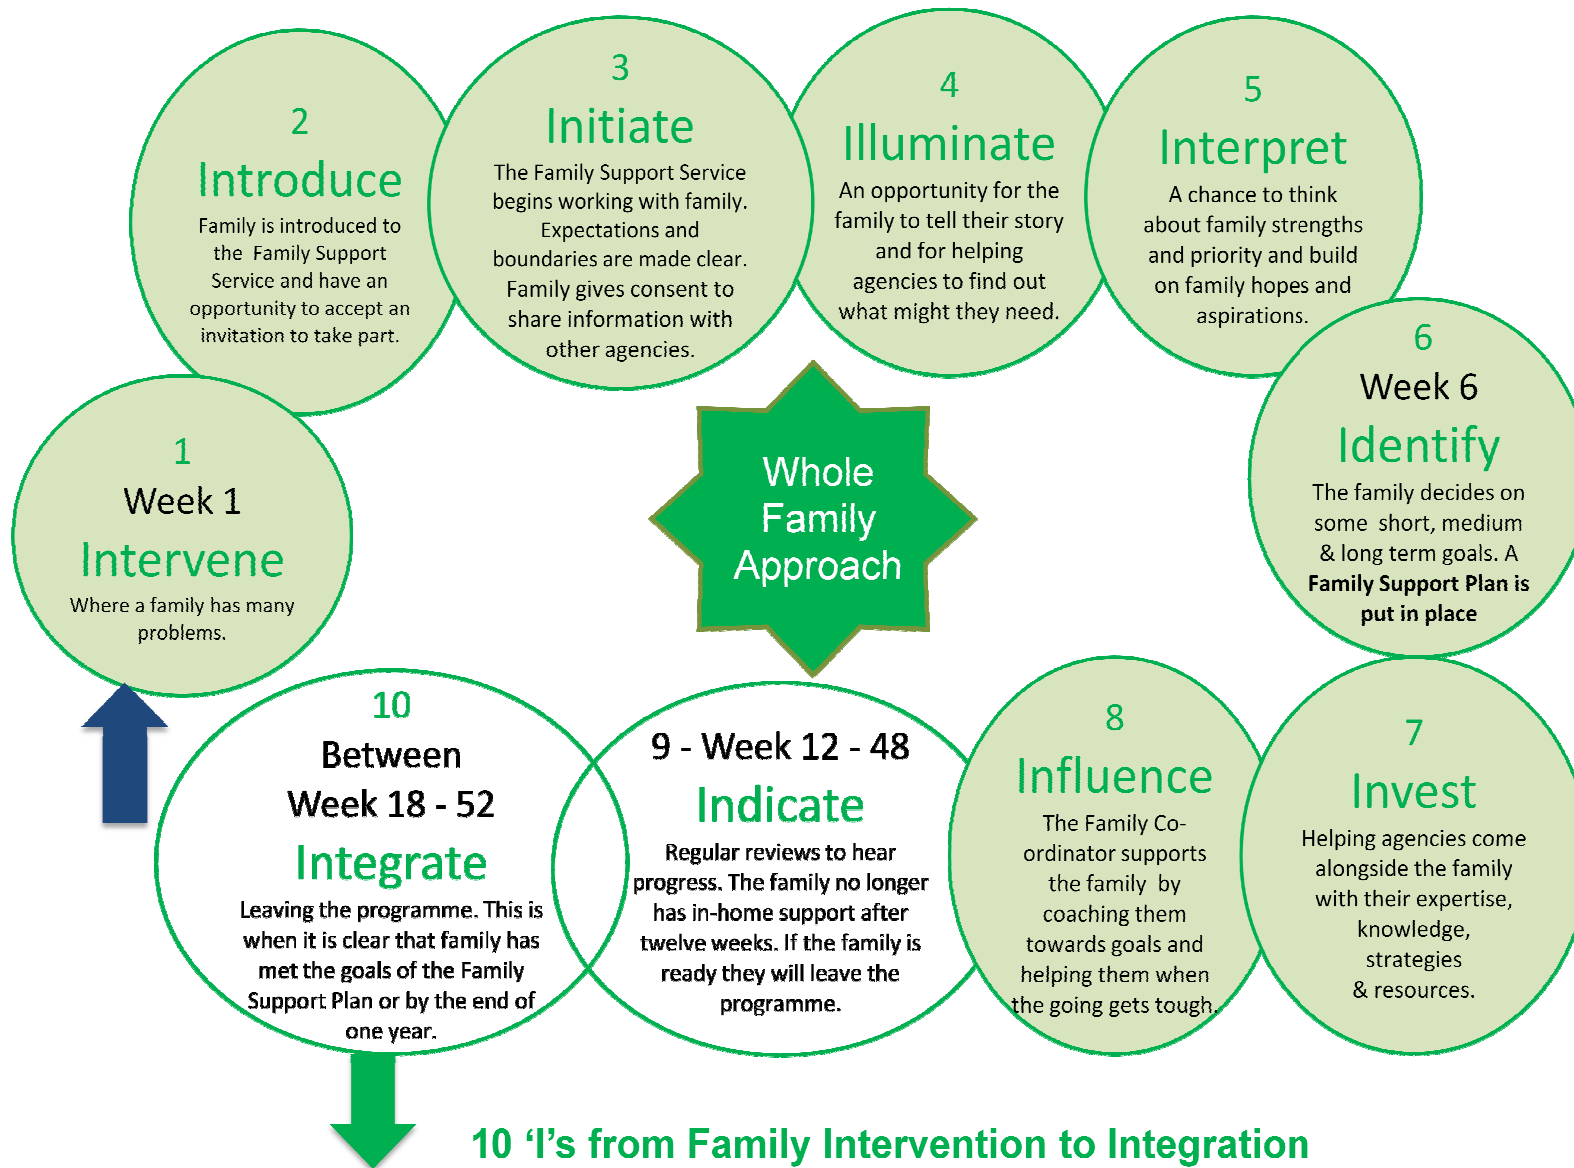 1
Week 1
Intervene
Where a family has many
problems.
2
Introduce
Family is introduced to
the Family Support
Service and have an
opportunity to accept an
invitation to take part.
3
Initiate
The Family Support Service
begins working with family.
Expectations and
boundaries are made clear.
Family gives consent to
share information with
other agencies.
4
Illuminate
An opportunity for the
family to tell their story
and for helping
agencies to find out
what might they need.
5
Interpret
A chance to think
about family strengths
and priority and build
on family hopes and
aspirations.
6
Week 6
Identify
The family decides on
some short, medium
& long term goals. A
Family Support Plan is
put in place
7
Invest
Helping agencies come
alongside the family
with their expertise,
knowledge,
strategies
& resources.
8
Influence
The Family Co-
ordinator supports
the family by
coaching them
towards goals and
helping them when
the going gets tough.
9 - Week 12 - 48
Indicate
Regular reviews to hear
progress. The family no longer
has in-home support after
twelve weeks. If the family is
ready they will leave the
programme.
10
Between
Week 18 - 52
Integrate
Leaving the programme. This is
when it is clear that family has
met the goals of the Family
Support Plan or by the end of
one year.
Whole
Family
Approach
10 ‘I’s from Family Intervention to Integration